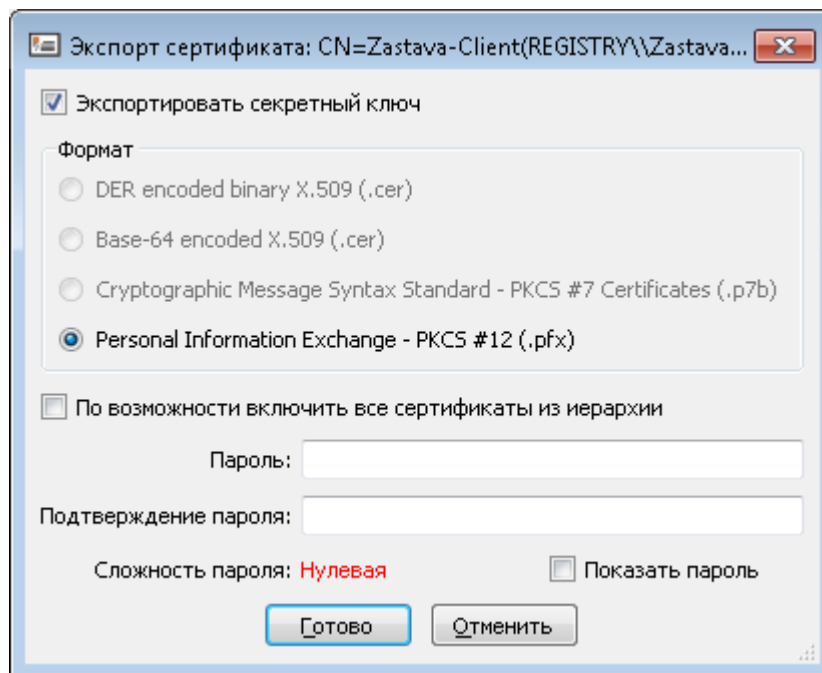 Экспорт сертификата: CN=Zastava-Client(REGISTRY\\Zastava...
Экспортировать секретный ключ
Формат
DER encoded binary X.509 (.cer)
Base-64 encoded X.509 (.cer)
Cryptographic Message Syntax Standard - PKCS #7 Certificates (.p7b)
Personal Information Exchange - PKCS #12 (.pfx)
По возможности включить все сертификаты из иерархии
Пароль:
Подтверждение пароля:
Сложность пароля: Нулевая Показать пароль
Готово Отменить